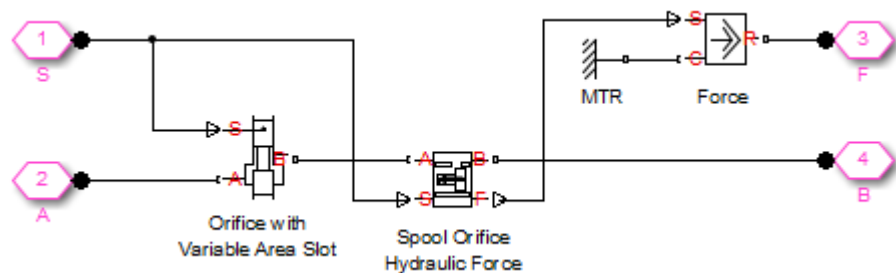 1
S
2
A
S
B
A
Orifice with
Variable Area Slot
A
B
S
F
Spool Orifice
Hydraulic Force
MTR
S
C
R
Force
3
F
4
B